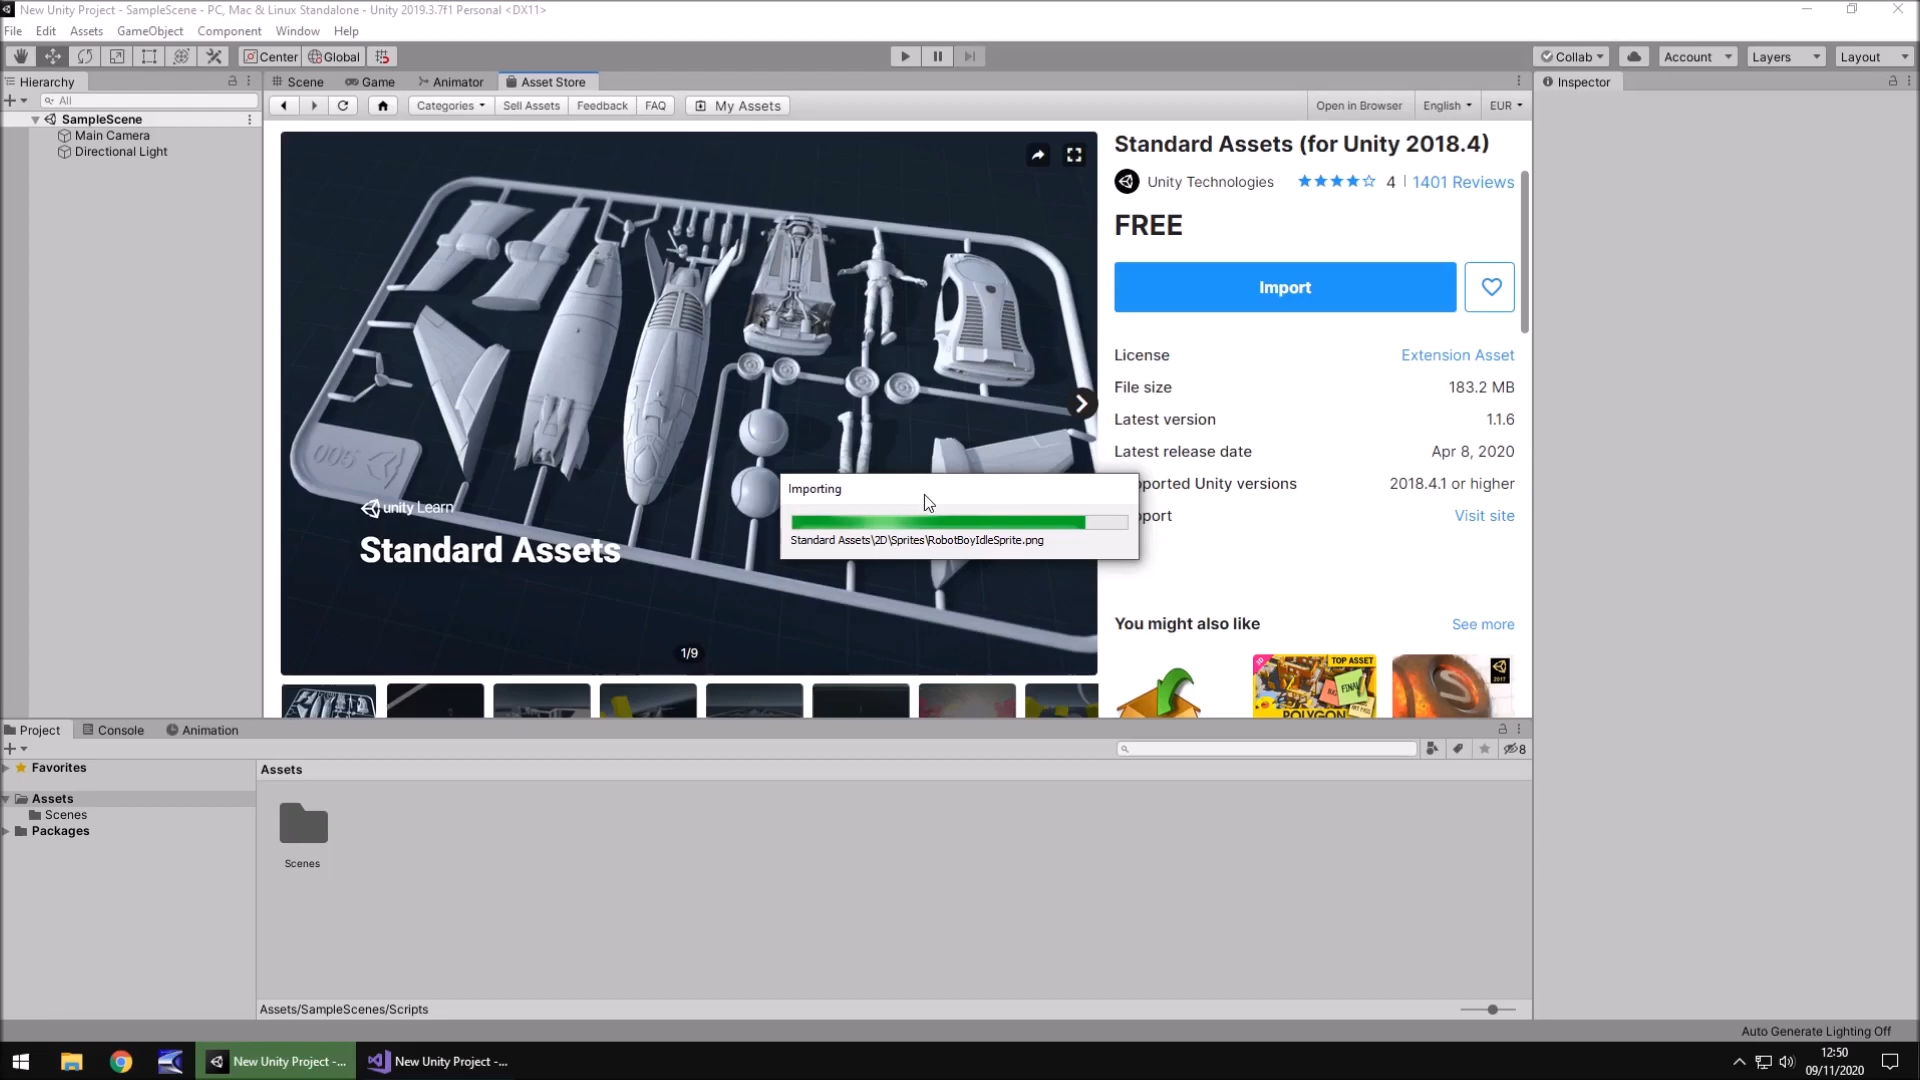 New Unity Project - SampleScene - PC, Mac & Linux Standalone - Unity 2019.3.7f1 Personal <DX11>
File Edit Assets GameObject Component Window Help
Center Global
Collab Account Layers Layout
Hierarchy
Scene Game Animator Asset Store
Inspector
All
Categories Sell Assets Feedback FAQ My Assets
Open in Browser English EUR
SampleScene
Main Camera
Directional Light
Standard Assets (for Unity 2018.4)
Unity Technologies 4 | 1401 Reviews
FREE
Import
License Extension Asset
File size 183.2 MB
Latest version 1.1.6
Latest release date Apr 8, 2020
pported Unity versions 2018.4.1 or higher
pport Visit site
005
unity Learn
Standard Assets
1/9
Importing
Standard Assets\2D\Sprites\RobotBoyIdleSprite.png
You might also like See more
TOP ASSET
FINAL
POLYGON
Project Console Animation
8
Favorites
Assets
Scenes
Packages
Assets
Scenes
Assets/SampleScenes/Scripts
Auto Generate Lighting Off
New Unity Project -...
New Unity Project -...
12:50
09/11/2020